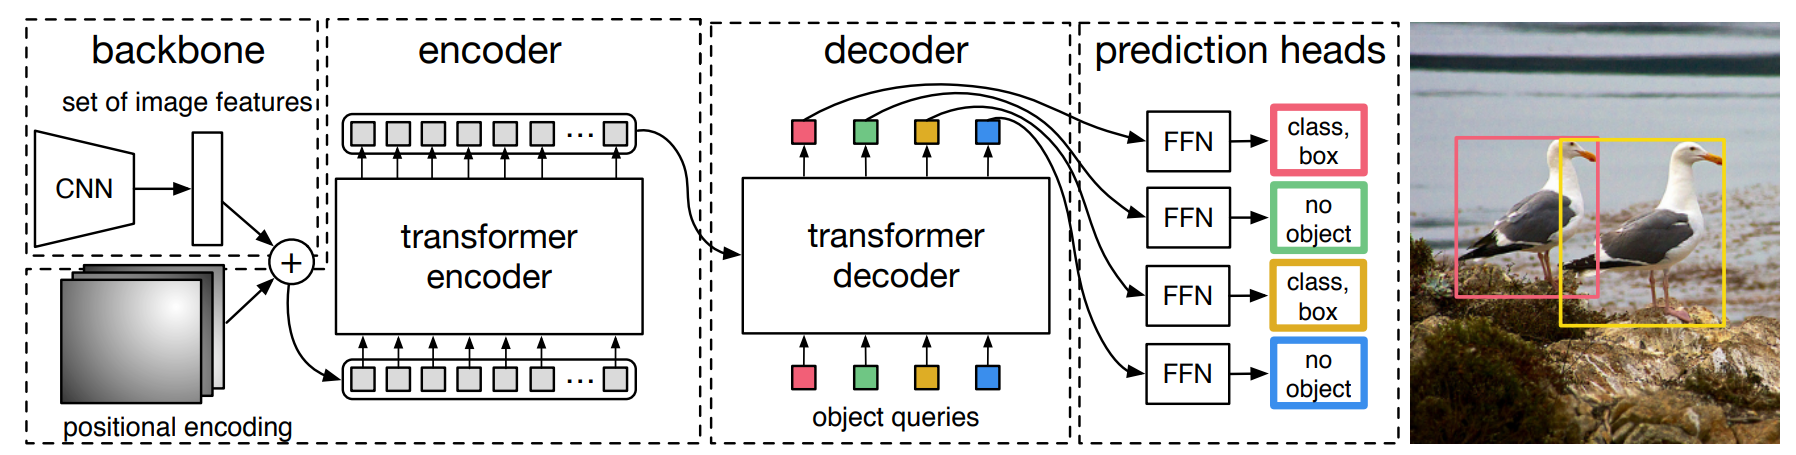 backbone
set of image features
CNN
+
positional encoding
encoder
...
transformer
encoder
...
decoder
transformer
decoder
object queries
prediction heads
FFN
class,
box
FFN
no
object
FFN
class,
box
FFN
no
object